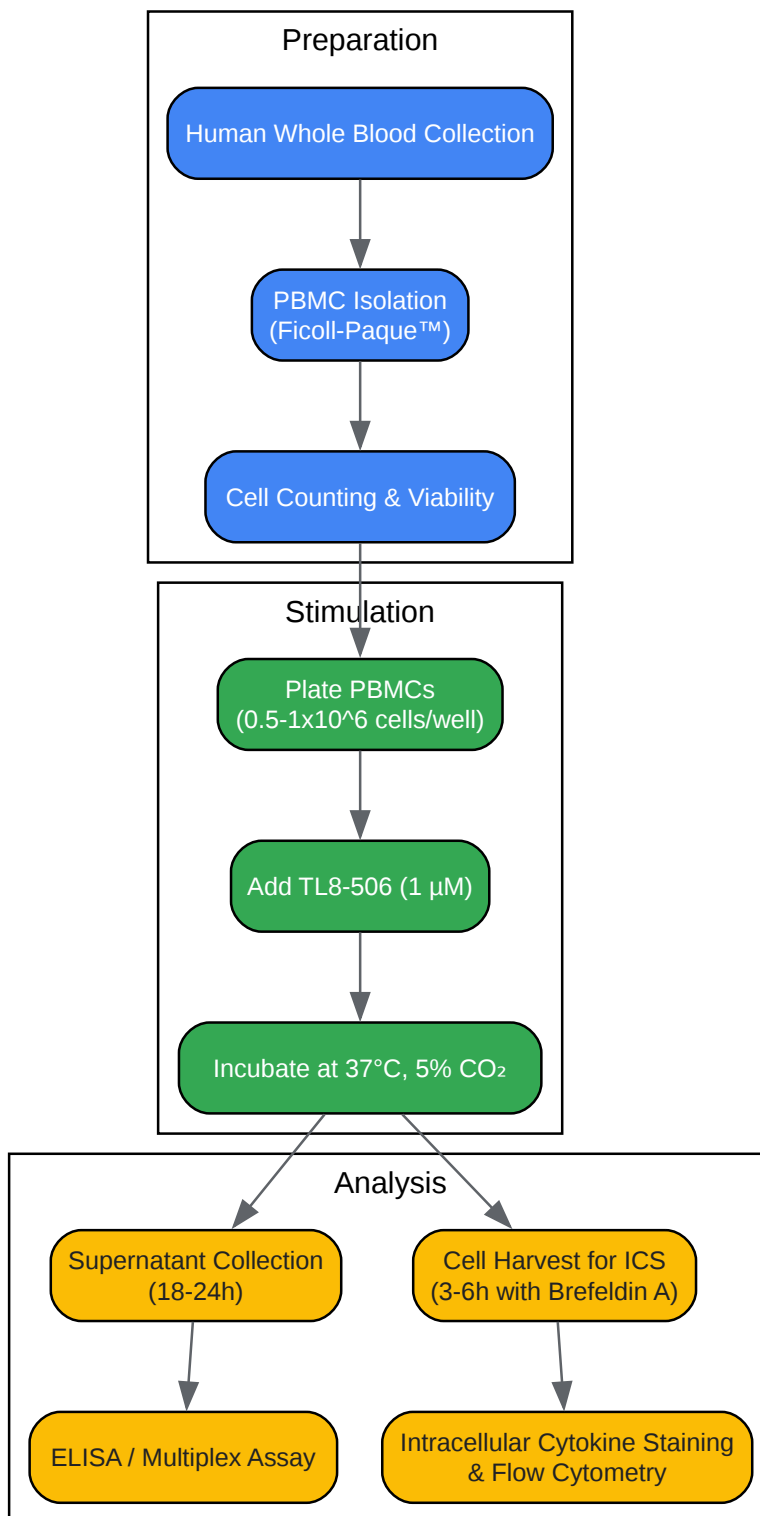 Preparation
Human Whole Blood Collection
PBMC Isolation
(Ficoll-Paque™)
Cell Counting & Viability
Stimulation
Plate PBMCs
(0.5-1x10^6 cells/well)
Add TL8-506 (1 µM)
Incubate at 37°C, 5% CO₂
Analysis
Supernatant Collection
(18-24h)
Cell Harvest for ICS
(3-6h with Brefeldin A)
ELISA / Multiplex Assay
Intracellular Cytokine Staining
& Flow Cytometry